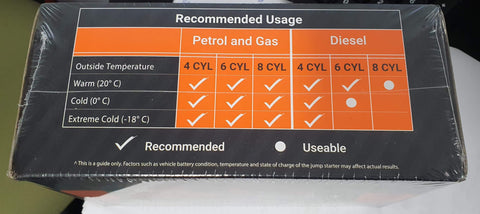 Recommended Usage
Petrol and Gas Diesel
Outside Temperature 4 CYL 6 CYL 8 CYL 4 CYL 6 CYL 8 CYL
Warm (20° C)
Cold (0° C)
Extreme Cold (-18° C)
Recommended Useable
^ This is a guide only, Factors such as vehicle battery condition, temperature and state of charge of the jump starter may affect actual results.